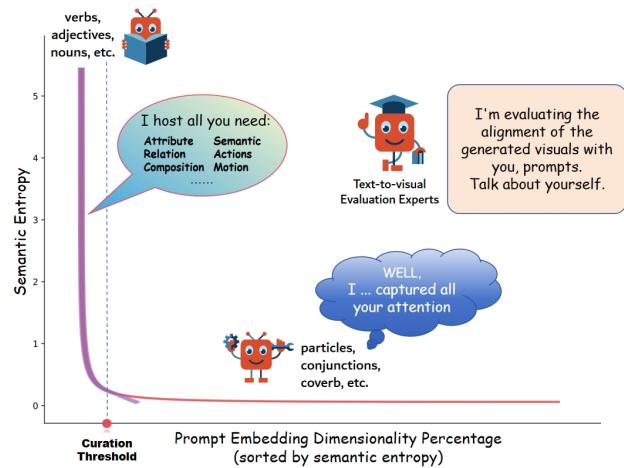 verbs,
adjectives,
nouns, etc.
I host all you need:
Attribute Semantic
Relation Actions
Composition Motion
......
I'm evaluating the
alignment of the
generated visuals with
you, prompts.
Talk about yourself.
Text-to-visual
Evaluation Experts
WELL,
I ... captured all
your attention
particles,
conjunctions,
coverb, etc.
Semantic Entropy
5
4
3
2
1
0
Curation
Threshold
Prompt Embedding Dimensionality Percentage
(sorted by semantic entropy)